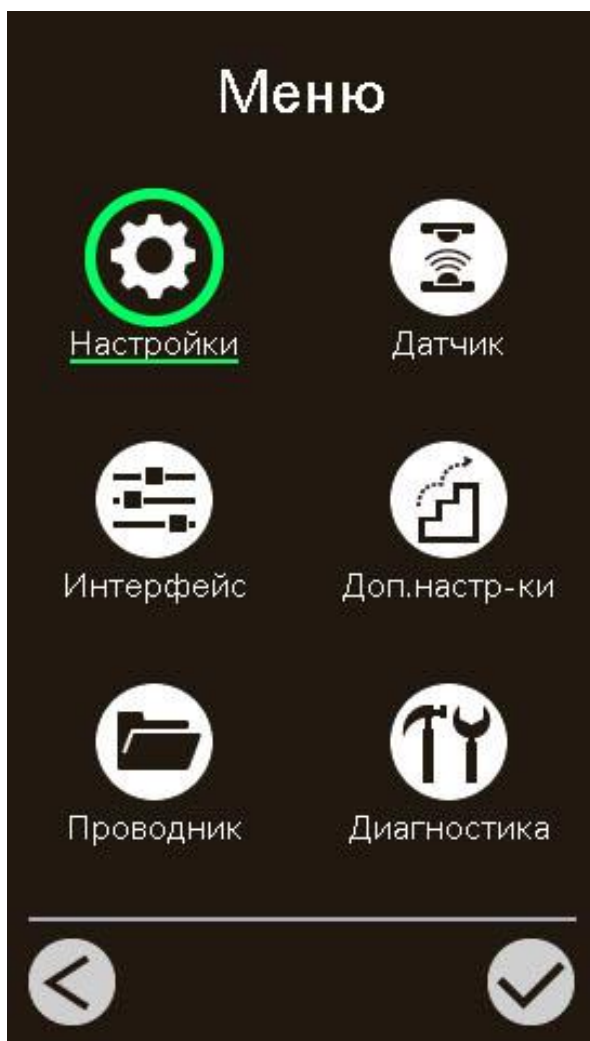 Меню
Настройки
Датчик
Интерфейс
Доп.настр-ки
Проводник
Диагностика